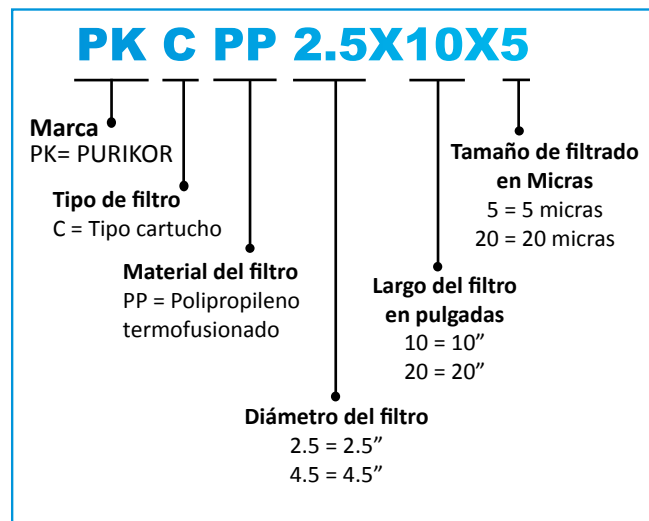 PK C PP 2.5X10X5
Marca
PK= PURIKOR
Tipo de filtro
C = Tipo cartucho
Material del filtro
PP = Polipropileno
termofusionado
Diámetro del filtro
2.5 = 2.5”
4.5 = 4.5”
Largo del filtro
en pulgadas
10 = 10”
20 = 20”
Tamaño de filtrado
en Micras
5 = 5 micras
20 = 20 micras